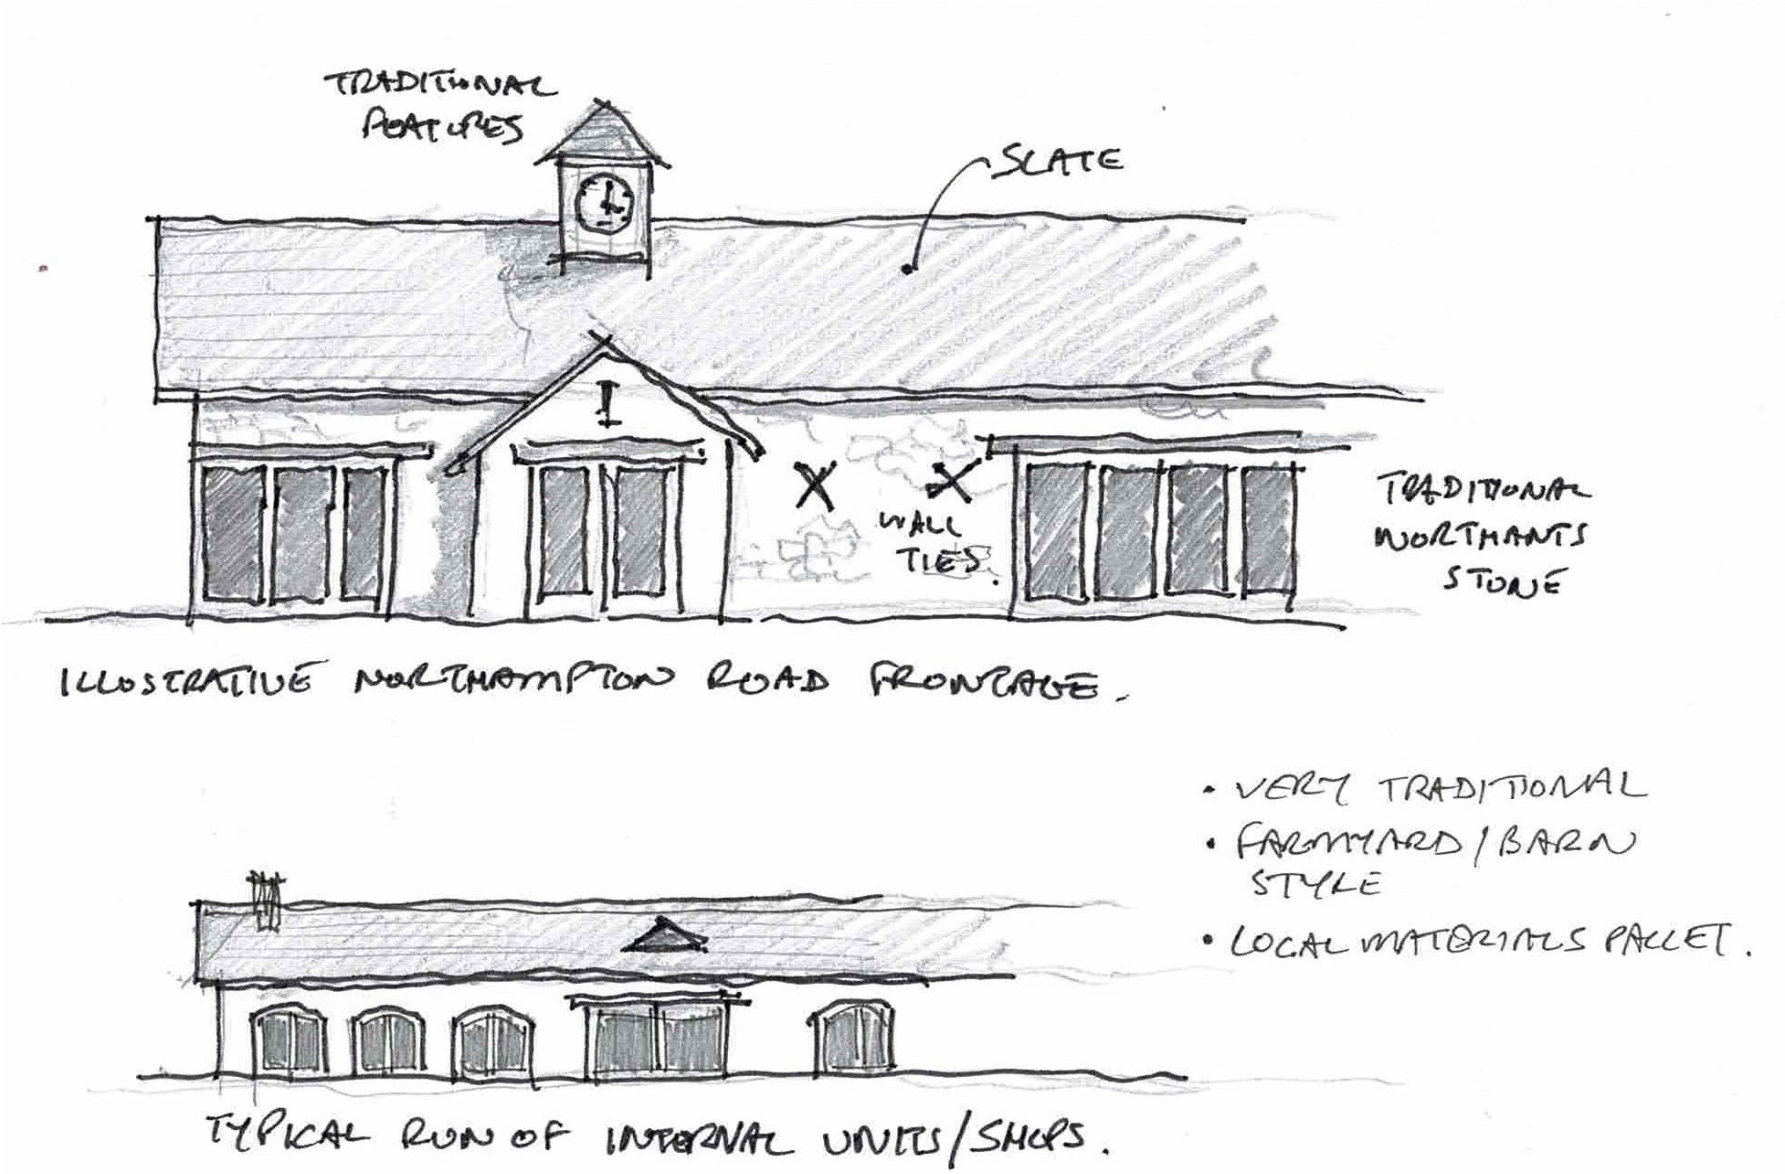 TRADITIONAL
FEATURES
SLATE
WALL
TIES.
TRADITIONAL
NORTHANTS
STONE
ILLUSTRATIVE NORTHAMPTON ROAD FRONTAGE.
• VERY TRADITIONAL
• FARMYARD/BARN
STYLE
• LOCAL MATERIALS PALLET.
TYPICAL RUN OF INTERNAL UNITS/SHOPS.